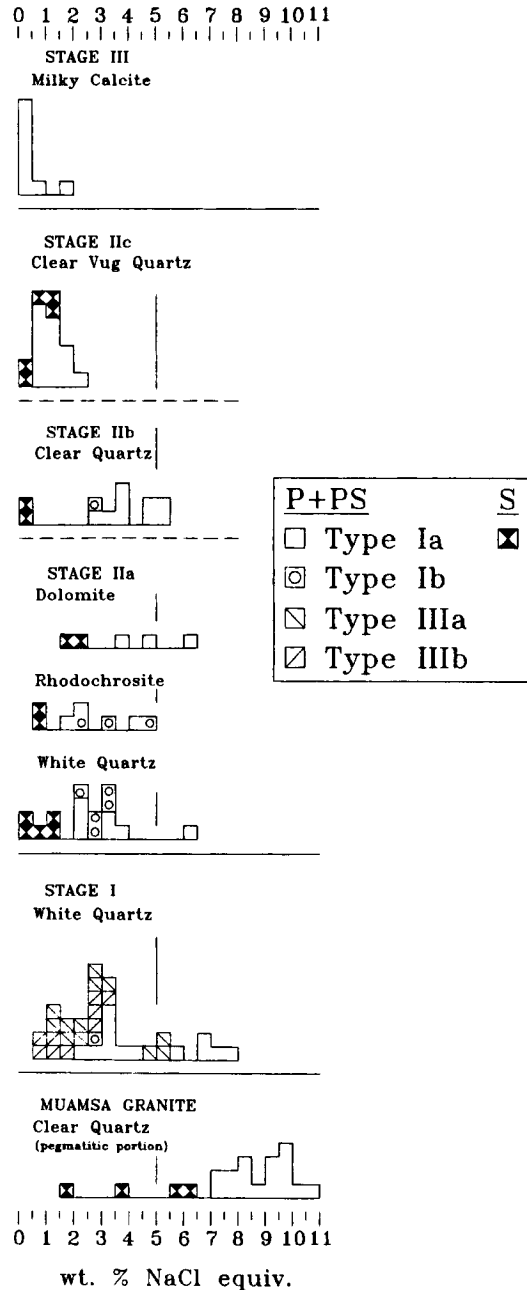 0 1 2 3 4 5 6 7 8 9 10 11
STAGE III
Milky Calcite
STAGE IIc
Clear Vug Quartz
STAGE IIb
Clear Quartz
P+PS S
Type Ia
Type Ib
Type IIIa
Type IIIb
STAGE IIa
Dolomite
Rhodochrosite
White Quartz
STAGE I
White Quartz
MUAMSA GRANITE
Clear Quartz
(pegmatitic portion)
0 1 2 3 4 5 6 7 8 9 10 11
wt. % NaCl equiv.